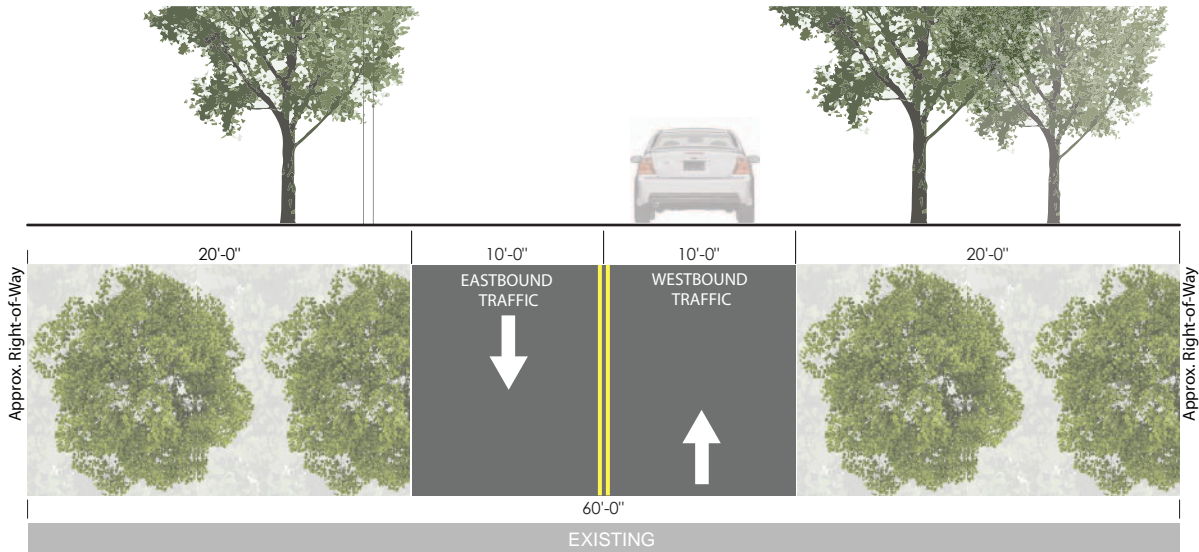 20'-0"
10'-0"
10'-0"
20'-0"
Approx. Right-of-Way
EASTBOUND
TRAFFIC
WESTBOUND
TRAFFIC
Approx. Right-of-Way
60'-0"
EXISTING